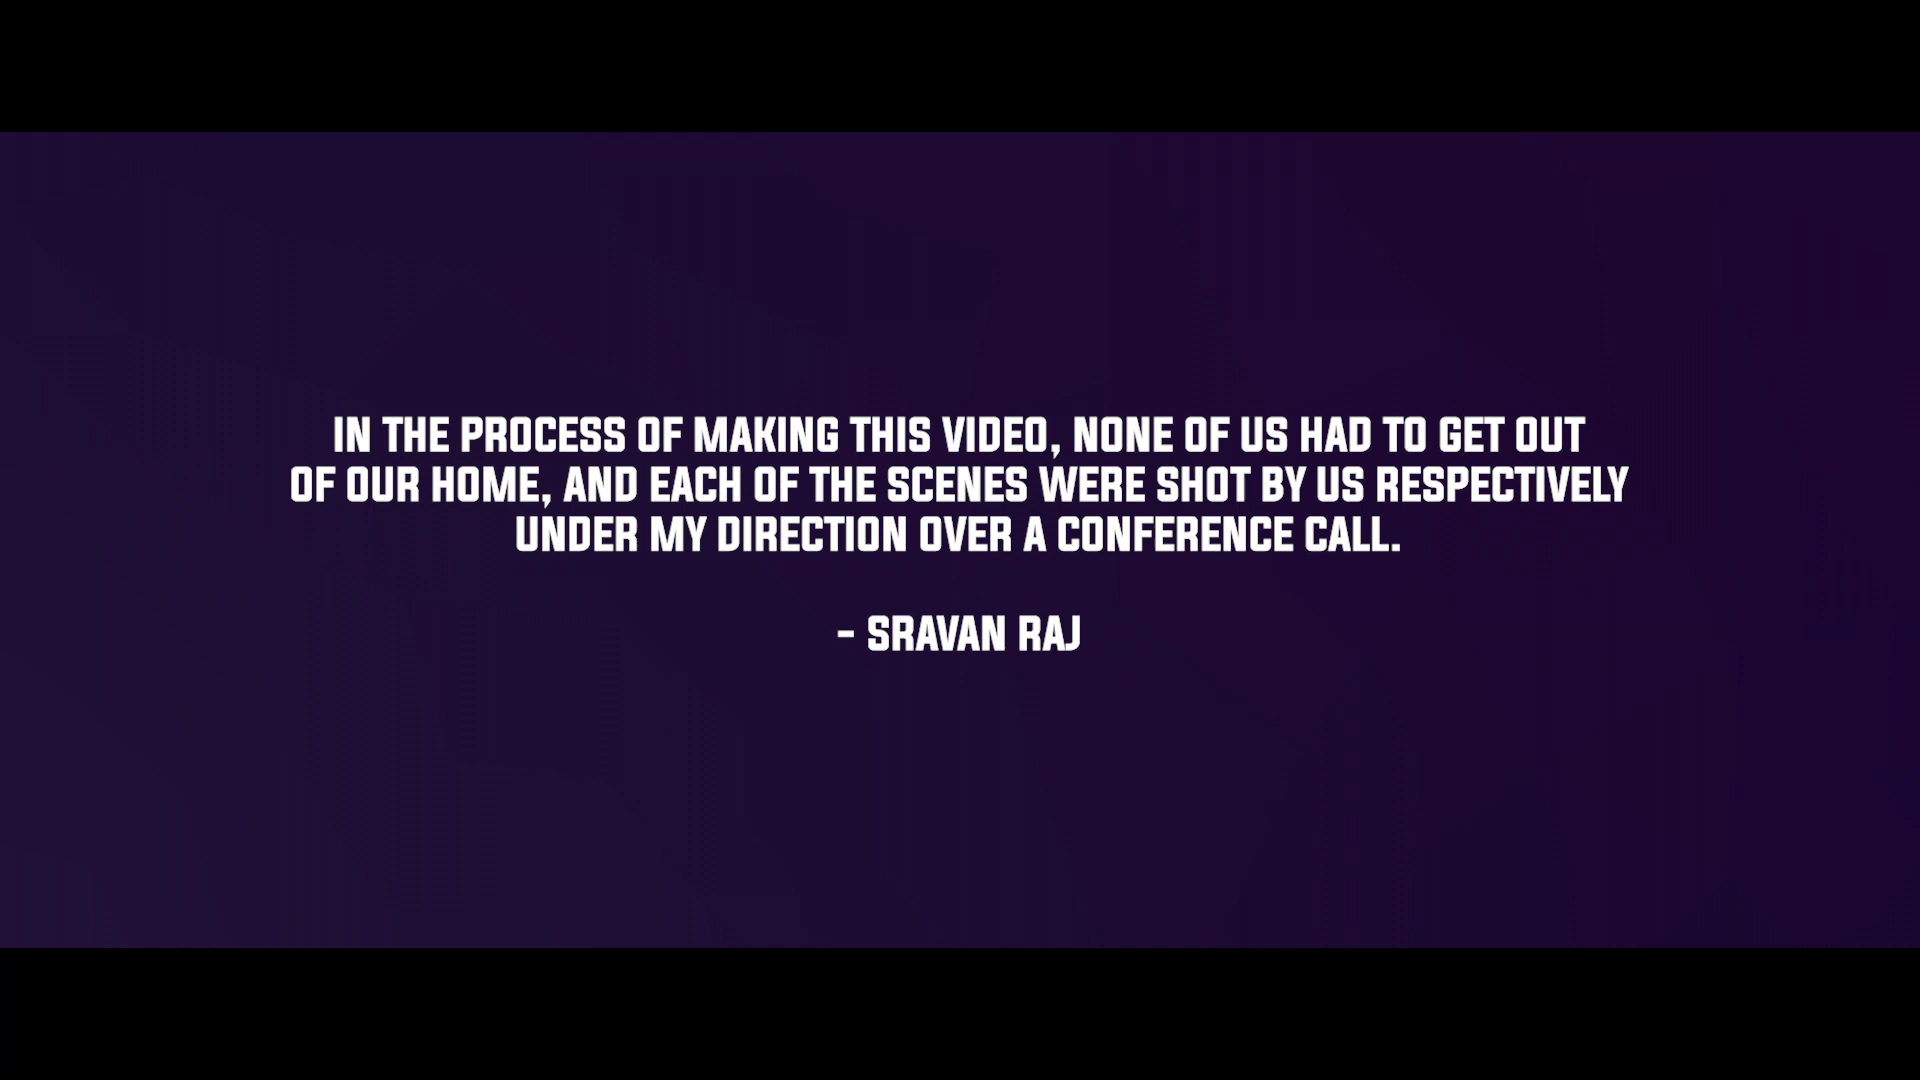 IN THE PROCESS OF MAKING THIS VIDEO, NONE OF US HAD TO GET OUT
OF OUR HOME, AND EACH OF THE SCENES WERE SHOT BY US RESPECTIVELY
UNDER MY DIRECTION OVER A CONFERENCE CALL.
- SRAVAN RAJ